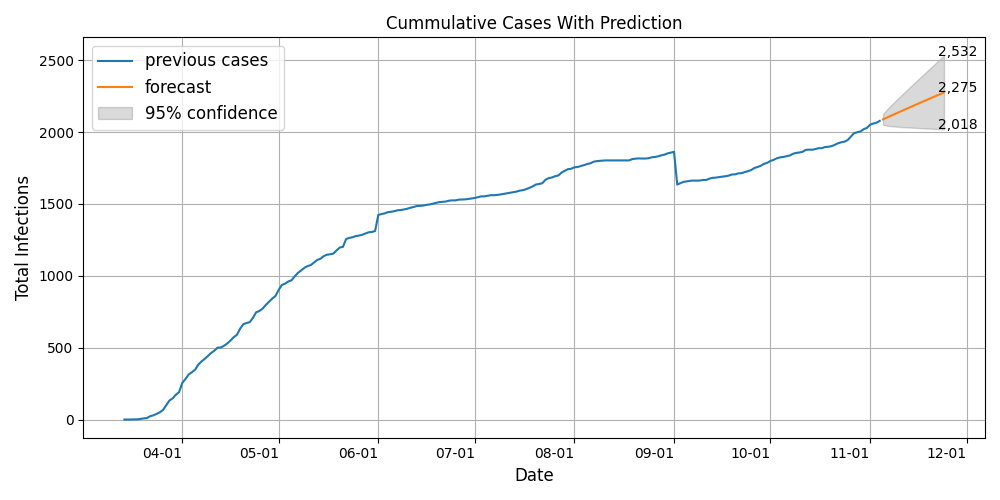 Cummulative Cases With Prediction
previous cases
forecast
95% confidence
2,532
2,275
2,018
2500
2000
1500
1000
500
0
Total Infections
04-01 05-01 06-01 07-01 08-01 09-01 10-01 11-01 12-01
Date